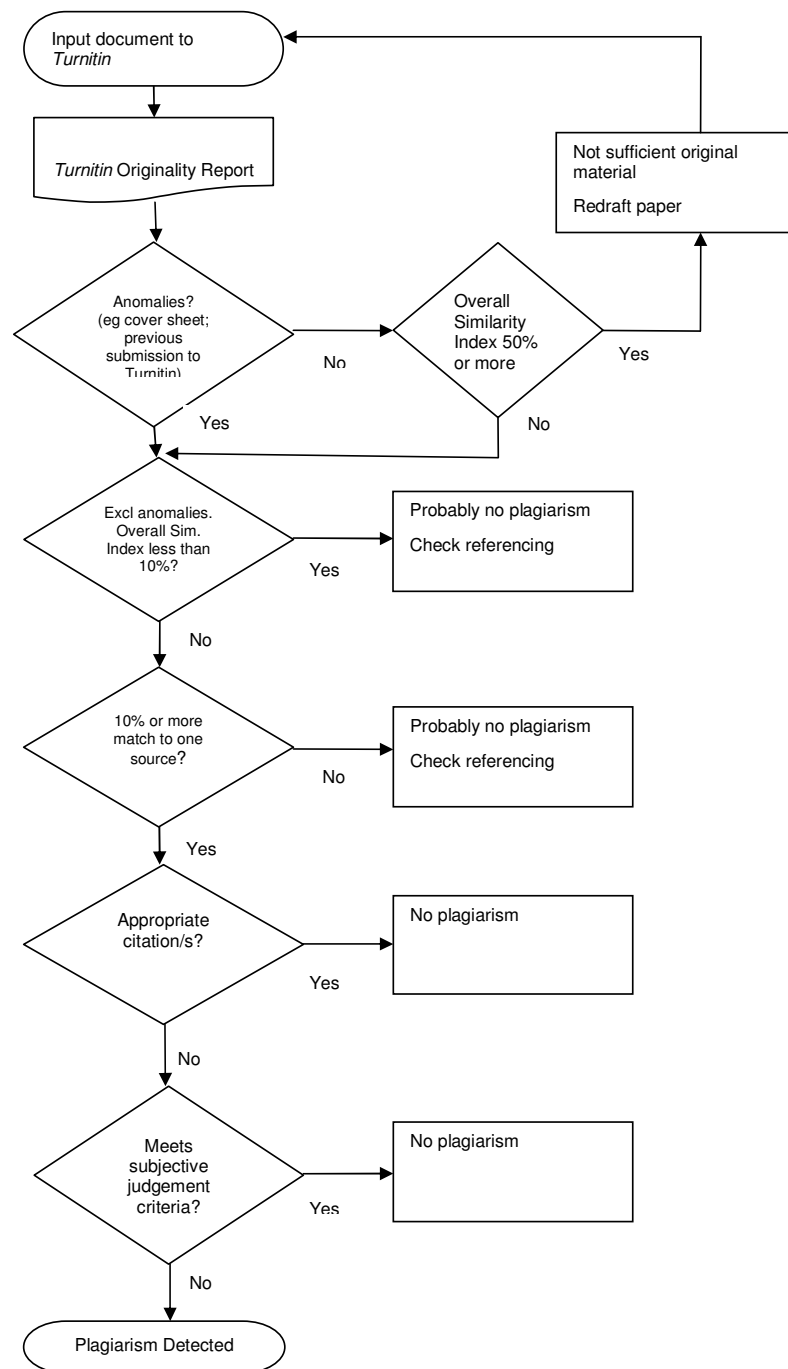 Input document to
Turnitin
Turnitin Originality Report
Not sufficient original
material
Redraft paper
Anomalies?
(eg cover sheet;
previous
submission to
Turnitin)
No
Overall
Similarity
Index 50%
or more
Yes
Yes
No
Excl anomalies.
Overall Sim.
Index less than
10%?
Yes
Probably no plagiarism
Check referencing
No
10% or more
match to one
source?
No
Probably no plagiarism
Check referencing
Yes
Appropriate
citation/s?
Yes
No plagiarism
No
Meets
subjective
judgement
criteria?
Yes
No plagiarism
No
Plagiarism Detected